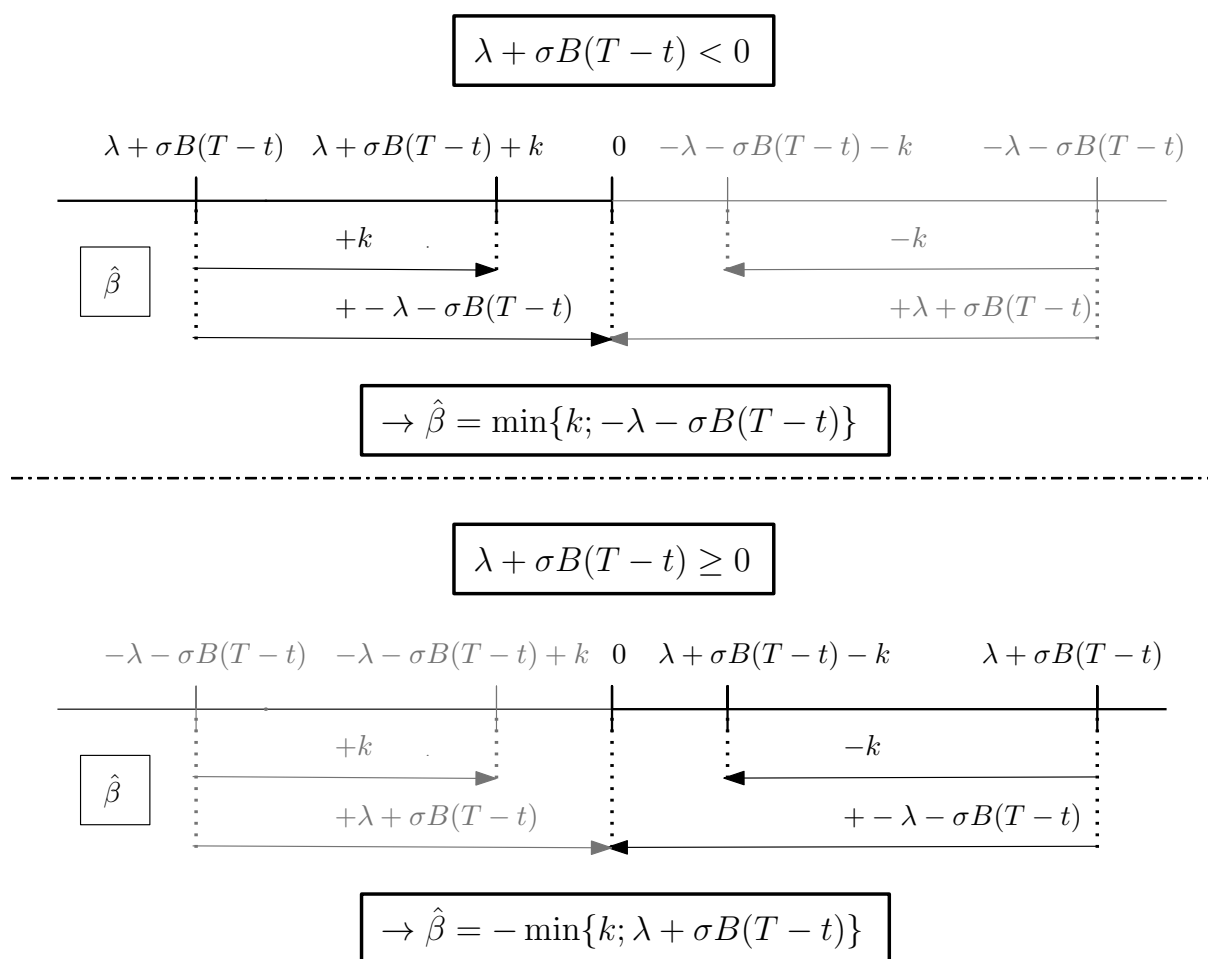 λ + σB(T − t) < 0
λ + σB(T − t) λ + σB(T − t) + k 0 −λ − σB(T − t) − k −λ − σB(T − t)
+k −k
β̂
+ − λ − σB(T − t) +λ + σB(T − t)
→ β̂ = min{k; −λ − σB(T − t)}
λ + σB(T − t) ≥ 0
−λ − σB(T − t) −λ − σB(T − t) + k 0 λ + σB(T − t) − k λ + σB(T − t)
+k −k
β̂
+λ + σB(T − t) + − λ − σB(T − t)
→ β̂ = − min{k; λ + σB(T − t)}